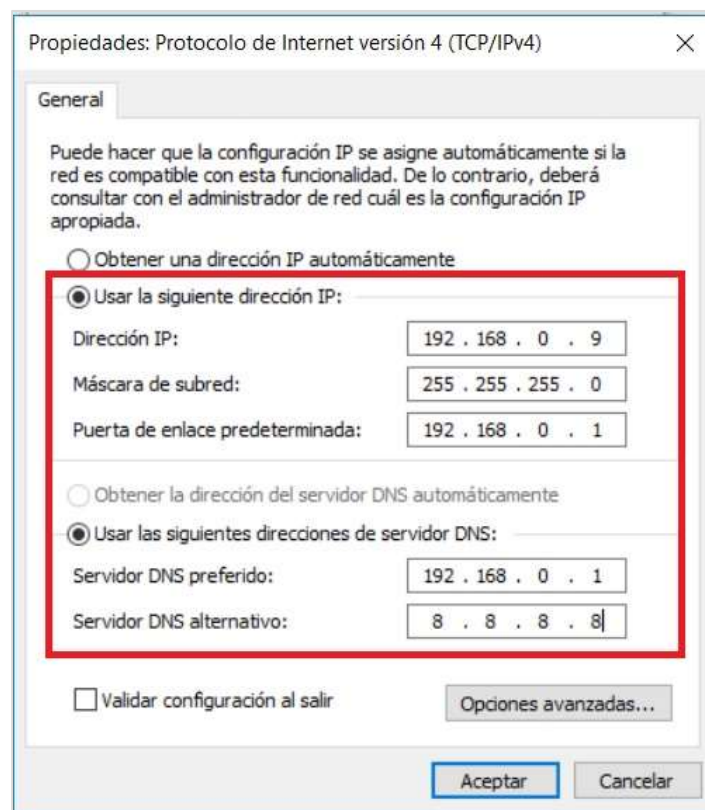 Propiedades: Protocolo de Internet versión 4 (TCP/IPv4)
General
Puede hacer que la configuración IP se asigne automáticamente si la
red es compatible con esta funcionalidad. De lo contrario, deberá
consultar con el administrador de red cuál es la configuración IP
apropiada.
Obtener una dirección IP automáticamente
Usar la siguiente dirección IP:
Dirección IP: 192 . 168 . 0 . 9
Máscara de subred: 255 . 255 . 255 . 0
Puerta de enlace predeterminada: 192 . 168 . 0 . 1
Obtener la dirección del servidor DNS automáticamente
Usar las siguientes direcciones de servidor DNS:
Servidor DNS preferido: 192 . 168 . 0 . 1
Servidor DNS alternativo: 8 . 8 . 8 . 8
Validar configuración al salir
Opciones avanzadas...
Aceptar Cancelar